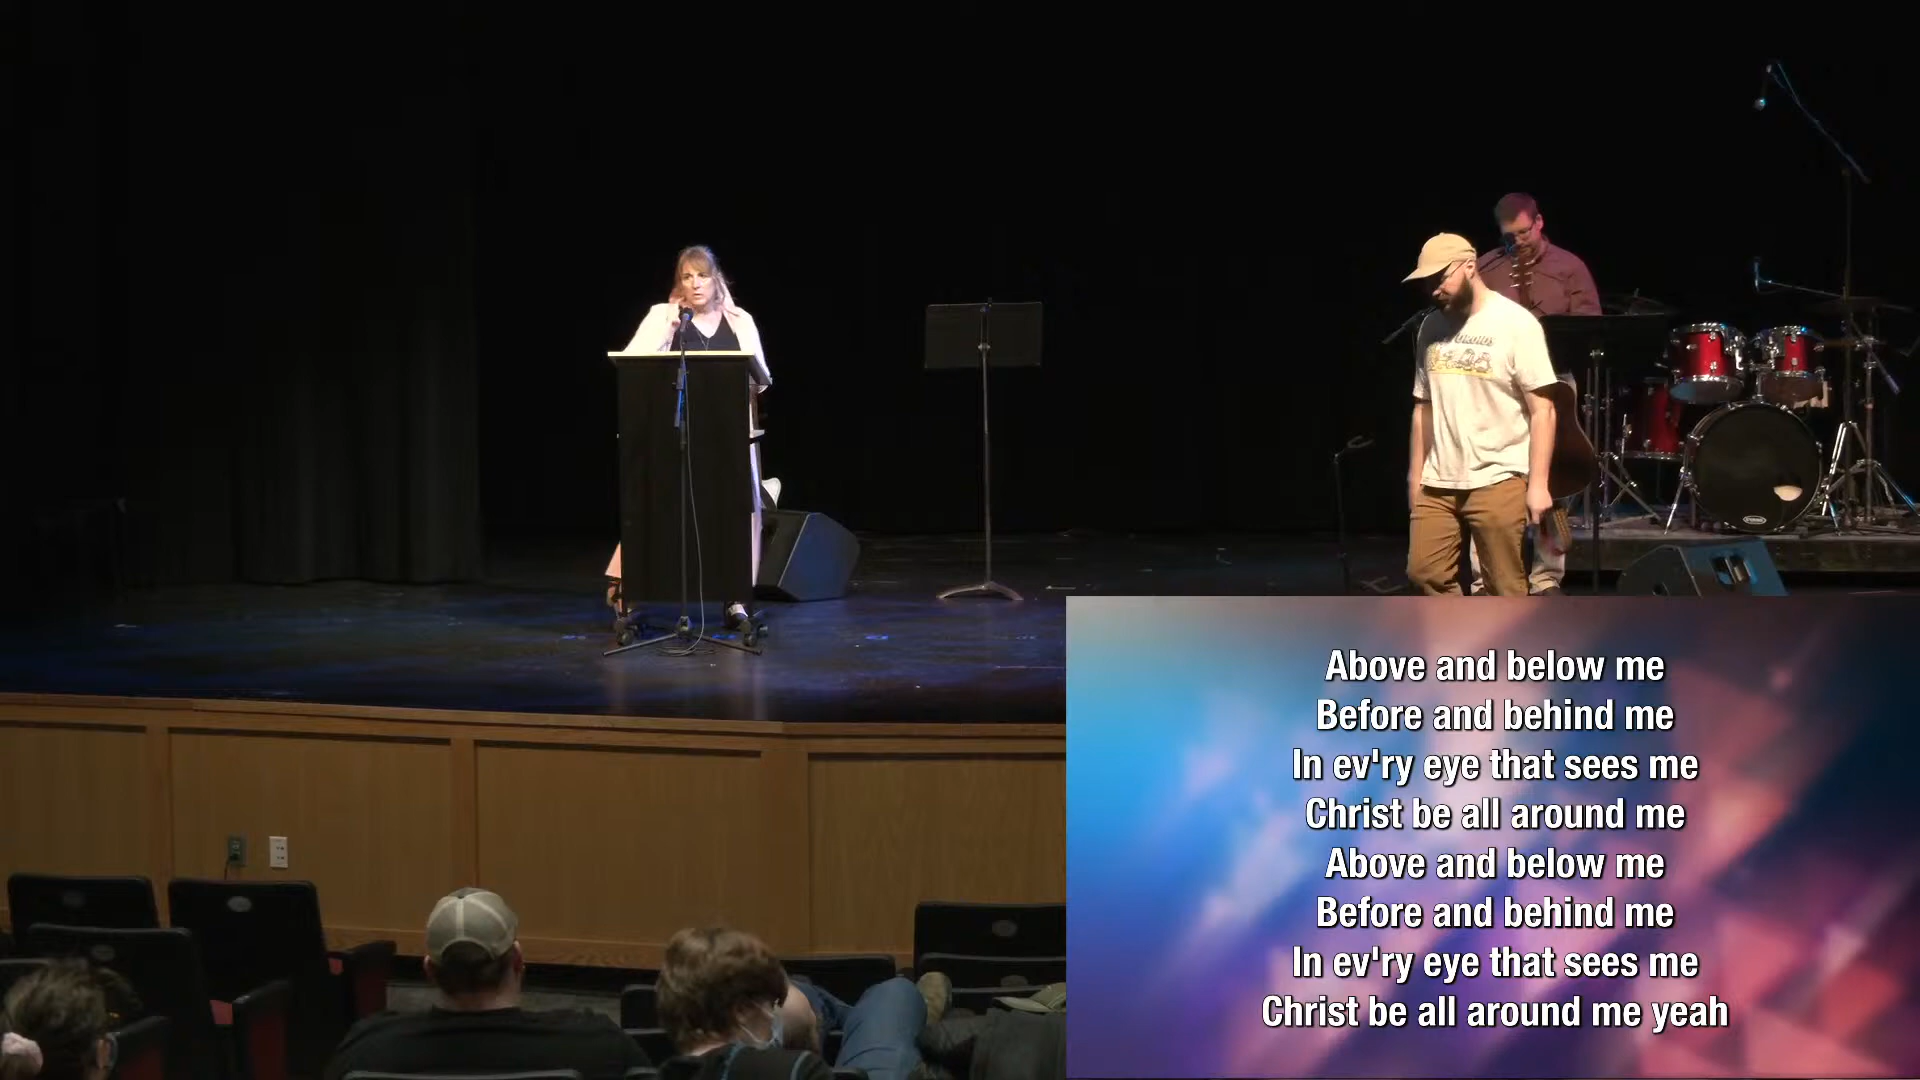 Above and below me
Before and behind me
In ev'ry eye that sees me
Christ be all around me
Above and below me
Before and behind me
In ev'ry eye that sees me
Christ be all around me yeah